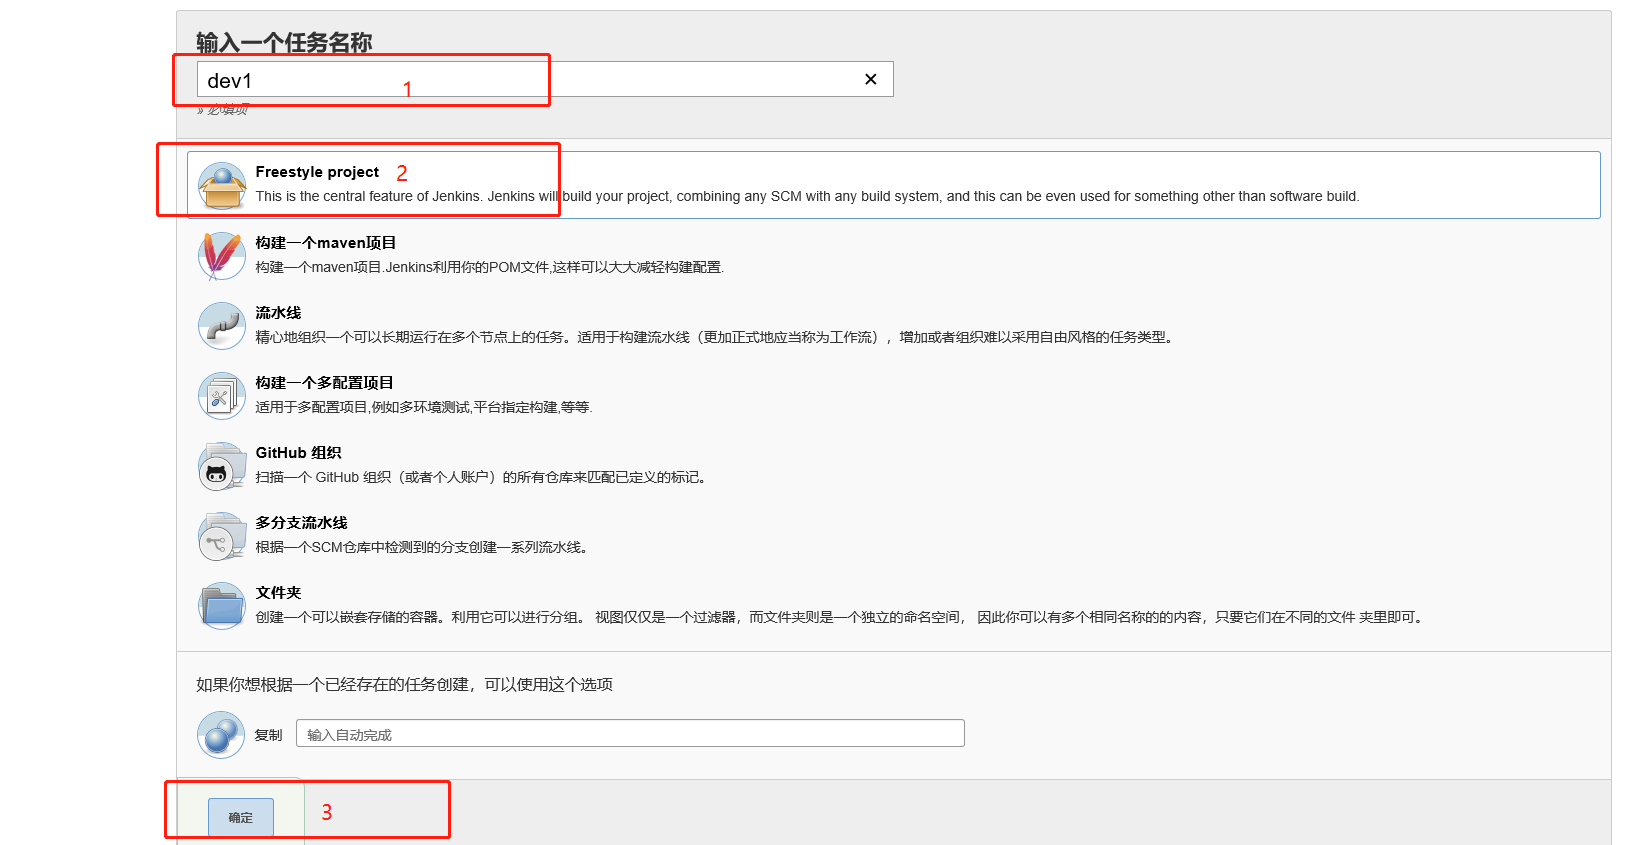 输入一个任务名称
dev1
1
» 必填项
Freestyle project 2
This is the central feature of Jenkins. Jenkins will build your project, combining any SCM with any build system, and this can be even used for something other than software build.
构建一个maven项目
构建一个maven项目.Jenkins利用你的POM文件,这样可以大大减轻构建配置.
流水线
精心地组织一个可以长期运行在多个节点上的任务。适用于构建流水线（更加正式地应当称为工作流），增加或者组织难以采用自由风格的任务类型。
构建一个多配置项目
适用于多配置项目,例如多环境测试,平台指定构建,等等.
GitHub 组织
扫描一个 GitHub 组织（或者个人账户）的所有仓库来匹配已定义的标记。
多分支流水线
根据一个SCM仓库中检测到的分支创建一系列流水线。
文件夹
创建一个可以嵌套存储的容器。利用它可以进行分组。 视图仅仅是一个过滤器，而文件夹则是一个独立的命名空间， 因此你可以有多个相同名称的的内容，只要它们在不同的文件 夹里即可。
如果你想根据一个已经存在的任务创建，可以使用这个选项
复制 输入自动完成
确定 3